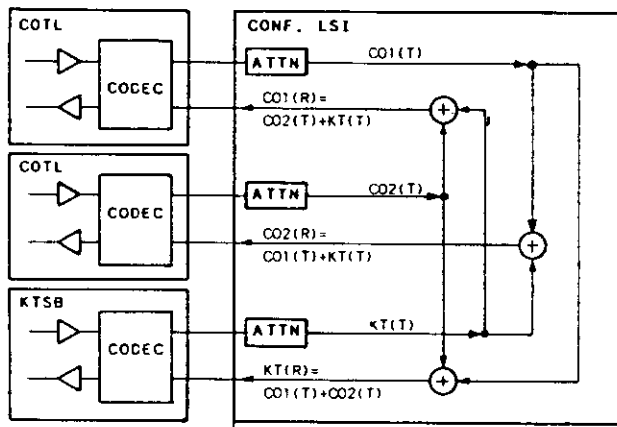 COTL
CODEC
COTL
CODEC
KTSB
CODEC
CONF. LSI
ATTN
CO1(T)
CO1(R)=
CO2(T)+KT(T)
ATTN
CO2(T)
CO2(R)=
CO1(T)+KT(T)
ATTN
KT(T)
KT(R)=
CO1(T)+CO2(T)
+
+
+